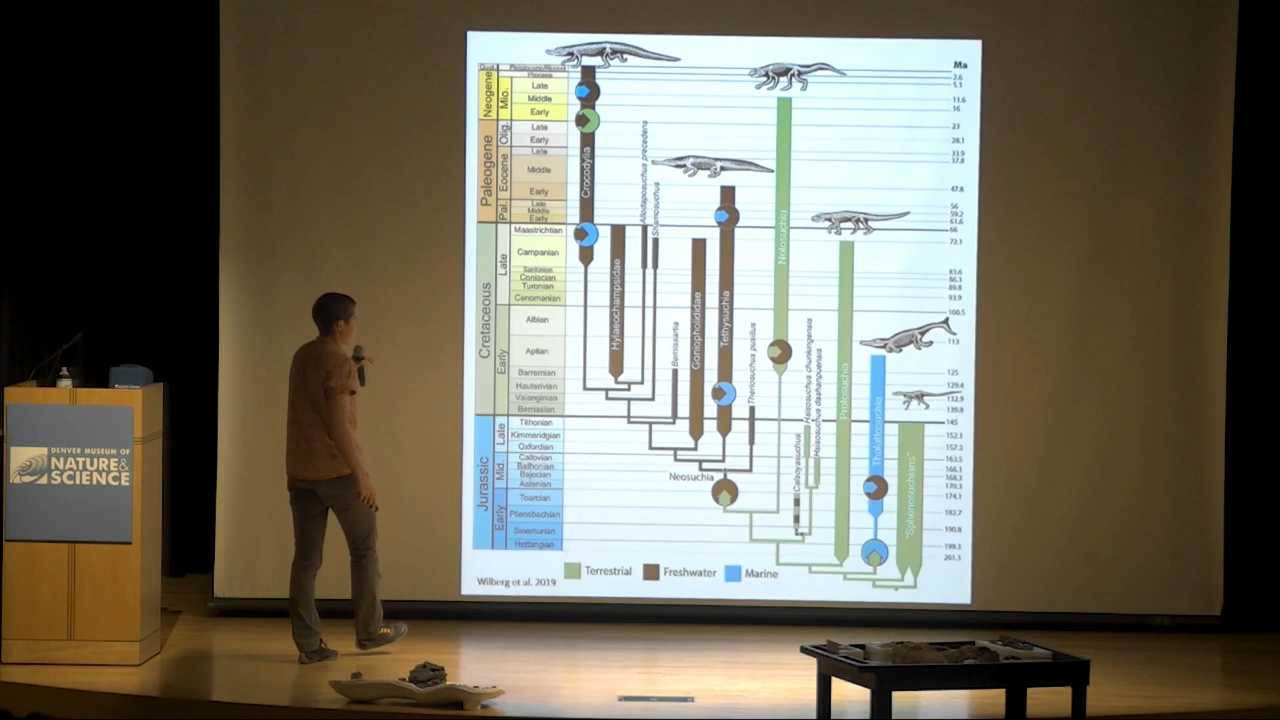 Ma
Quat.
Pleistocene/Recent
Pliocene
Neogene
Mio.
Late
Middle
Early
Paleogene
Olig.
Late
Early
Eocene
Late
Middle
Early
Pal.
Late
Middle
Early
Cretaceous
Late
Maastrichtian
Campanian
Santonian
Coniacian
Turonian
Cenomanian
Early
Albian
Aptian
Barremian
Hauterivian
Valanginian
Berriasian
Jurassic
Late
Tithonian
Kimmeridgian
Oxfordian
Mid.
Callovian
Bathonian
Bajocian
Aalenian
Early
Toarcian
Pliensbachian
Sinemurian
Hettangian
Crocodylia
Hylaeochampsidae
Allodaposuchus precedens
Shamosuchus
Bernissartia
Goniopholididae
Tethysuchia
Theriosuchus pusillus
Notosuchia
Hsisosuchus chunkingensis
Hsisosuchus dashanpuensis
Calsoyasuchus
Protosuchia
Thalattosuchia
"Sphenosuchians"
Neosuchia
2.6
5.3
11.6
16
23
28.1
33.9
37.8
47.8
56
59.2
61.6
66
72.1
83.6
86.3
89.8
93.9
100.5
113
125
129.4
132.9
139.8
145
152.1
157.3
163.5
166.1
168.3
170.3
174.1
182.7
190.8
199.3
201.3
Terrestrial
Freshwater
Marine
Wilberg et al. 2019
DENVER MUSEUM OF
NATURE &
SCIENCE